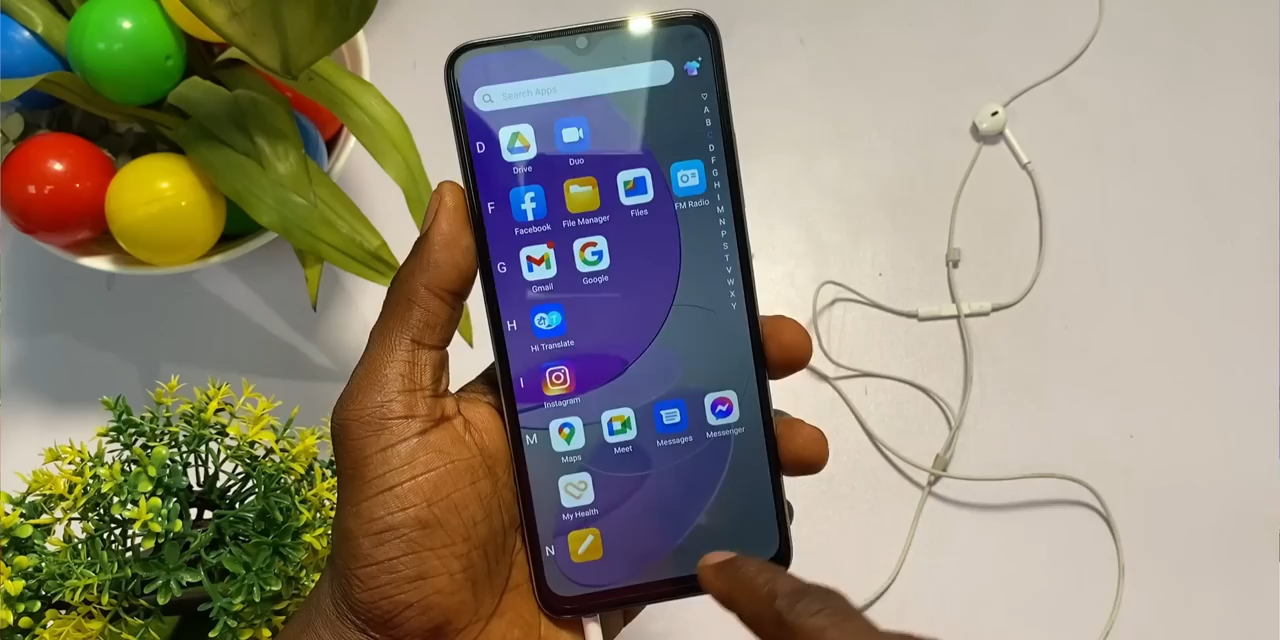 Search Apps
D
Drive
Duo
F
Facebook
File Manager
Files
FM Radio
G
Gmail
Google
H
Hi Translate
I
Instagram
M
Maps
Meet
Messages
Messenger
My Health
N
A
B
C
D
F
G
H
I
M
N
P
S
T
V
W
X
Y